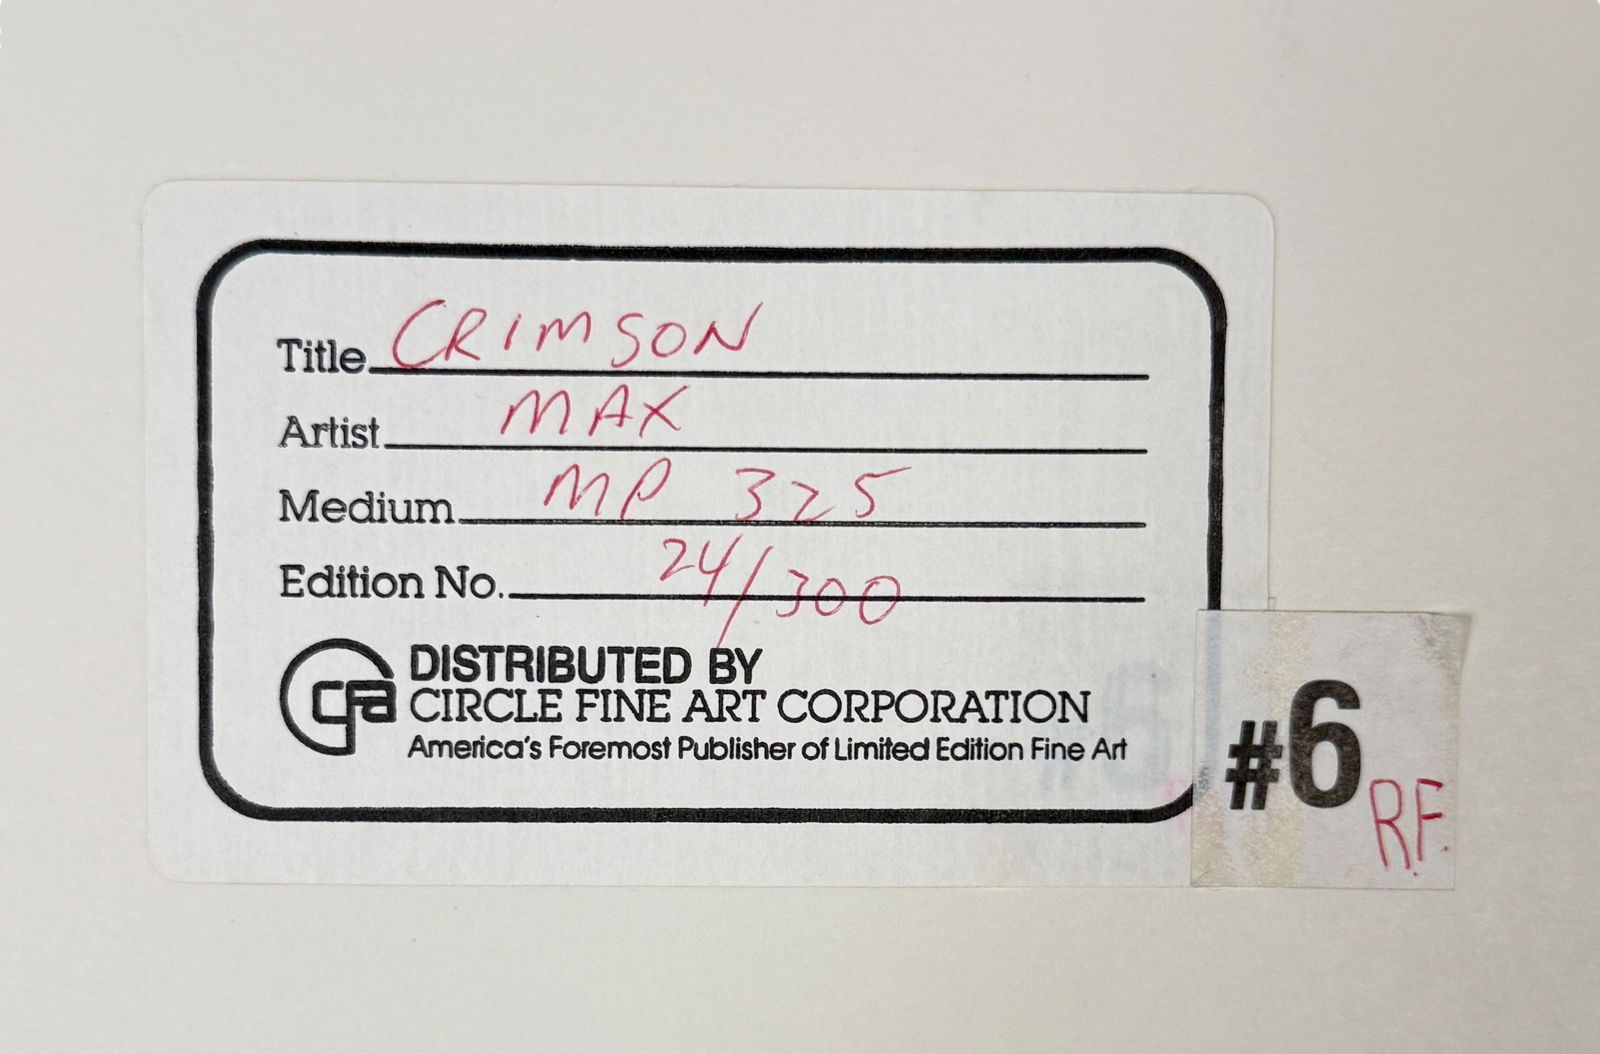 Title CRIMSON
Artist MAX
Medium MP 325
Edition No. 24/300
cfa
DISTRIBUTED BY
CIRCLE FINE ART CORPORATION
America's Foremost Publisher of Limited Edition Fine Art
#6
R.F.